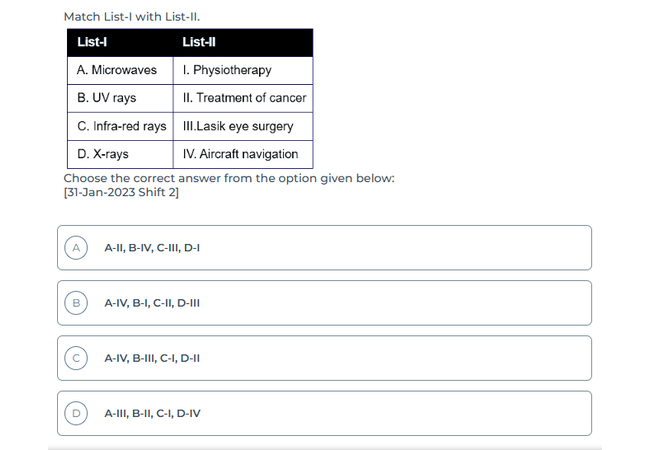 Match List-I with List-II.
List-I List-II
A. Microwaves I. Physiotherapy
B. UV rays II. Treatment of cancer
C. Infra-red rays III.Lasik eye surgery
D. X-rays IV. Aircraft navigation
Choose the correct answer from the option given below:
[31-Jan-2023 Shift 2]
A A-II, B-IV, C-III, D-I
B A-IV, B-I, C-II, D-III
C A-IV, B-III, C-I, D-II
D A-III, B-II, C-I, D-IV